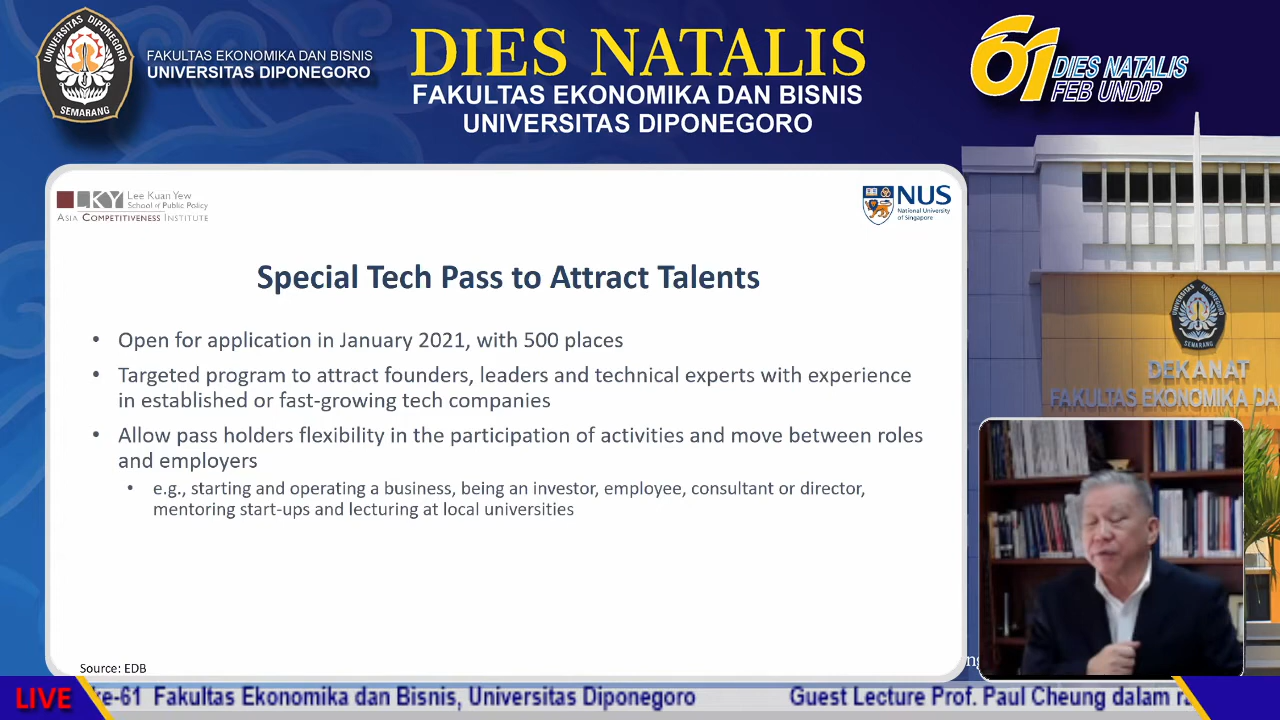 UNIVERSITAS DIPONEGORO
SEMARANG
FAKULTAS EKONOMIKA DAN BISNIS
UNIVERSITAS DIPONEGORO
DIES NATALIS
FAKULTAS EKONOMIKA DAN BISNIS
UNIVERSITAS DIPONEGORO
61 DIES NATALIS
FEB UNDIP
LKY Lee Kuan Yew
School of Public Policy
ASIA COMPETITIVENESS INSTITUTE
NUS
National University
of Singapore
Special Tech Pass to Attract Talents
• Open for application in January 2021, with 500 places
• Targeted program to attract founders, leaders and technical experts with experience
in established or fast-growing tech companies
• Allow pass holders flexibility in the participation of activities and move between roles
and employers
• e.g., starting and operating a business, being an investor, employee, consultant or director,
mentoring start-ups and lecturing at local universities
Source: EDB
SEMARANG
DEKANAT
FAKULTAS EKONOMIKA DA
LIVE
ke-61 Fakultas Ekonomika dan Bisnis, Universitas Diponegoro
Guest Lecture Prof. Paul Cheung dalam